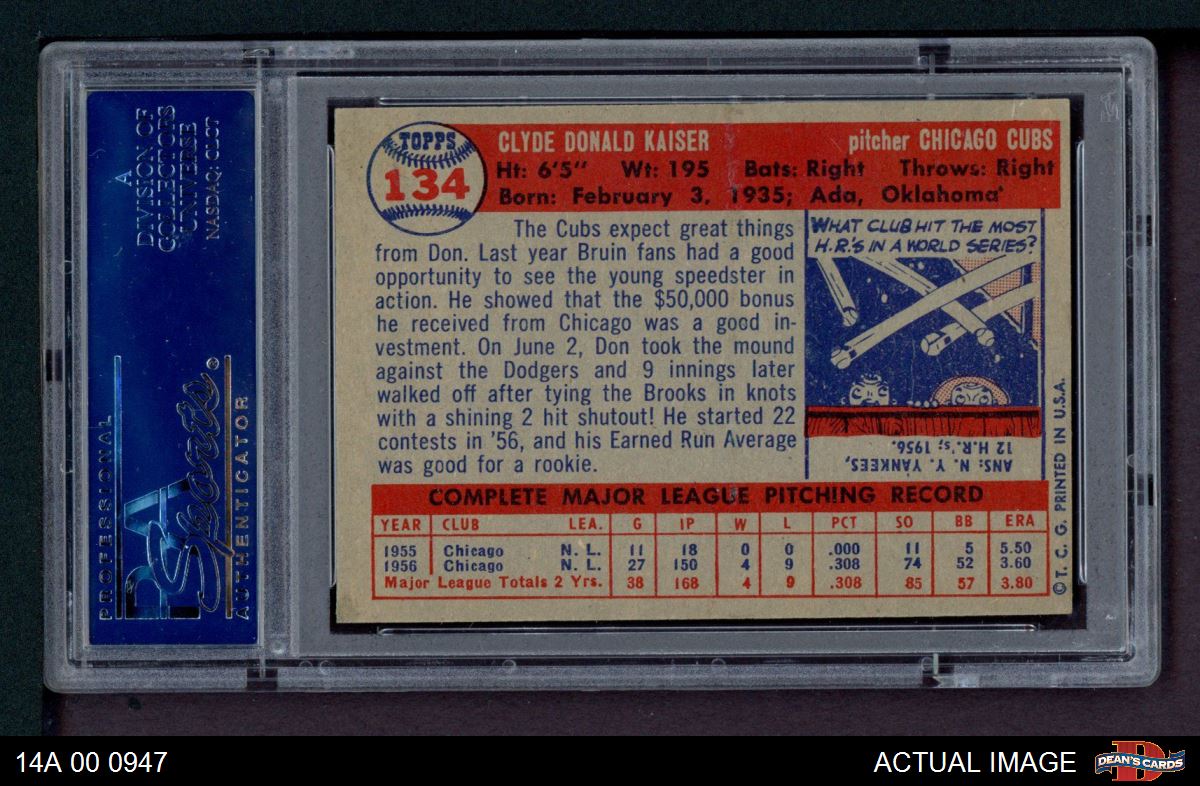 A
DIVISION OF
COLLECTORS
UNIVERSE
NASDAQ: CLCT
PROFESSIONAL
PSA
Sports®
AUTHENTICATOR
TOPPS
134
CLYDE DONALD KAISER pitcher CHICAGO CUBS
Ht: 6'5" Wt: 195 Bats: Right Throws: Right
Born: February 3, 1935; Ada, Oklahoma
The Cubs expect great things
from Don. Last year Bruin fans had a good
opportunity to see the young speedster in
action. He showed that the $50,000 bonus
he received from Chicago was a good in-
vestment. On June 2, Don took the mound
against the Dodgers and 9 innings later
walked off after tying the Brooks in knots
with a shining 2 hit shutout! He started 22
contests in '56, and his Earned Run Average
was good for a rookie.
WHAT CLUB HIT THE MOST
H.R.'S IN A WORLD SERIES?
ANS: N. Y. YANKEES,
12 H.R.'s; 1956.
COMPLETE MAJOR LEAGUE PITCHING RECORD
YEAR CLUB LEA. G IP W L PCT SO BB ERA
1955 Chicago N. L. 11 18 0 0 .000 11 5 5.50
1956 Chicago N. L. 27 150 4 9 .308 74 52 3.60
Major League Totals 2 Yrs. 38 168 4 9 .308 85 57 3.80
© T. C. G. PRINTED IN U.S.A.
14A 00 0947
ACTUAL IMAGE
D
DEAN'S CARDS